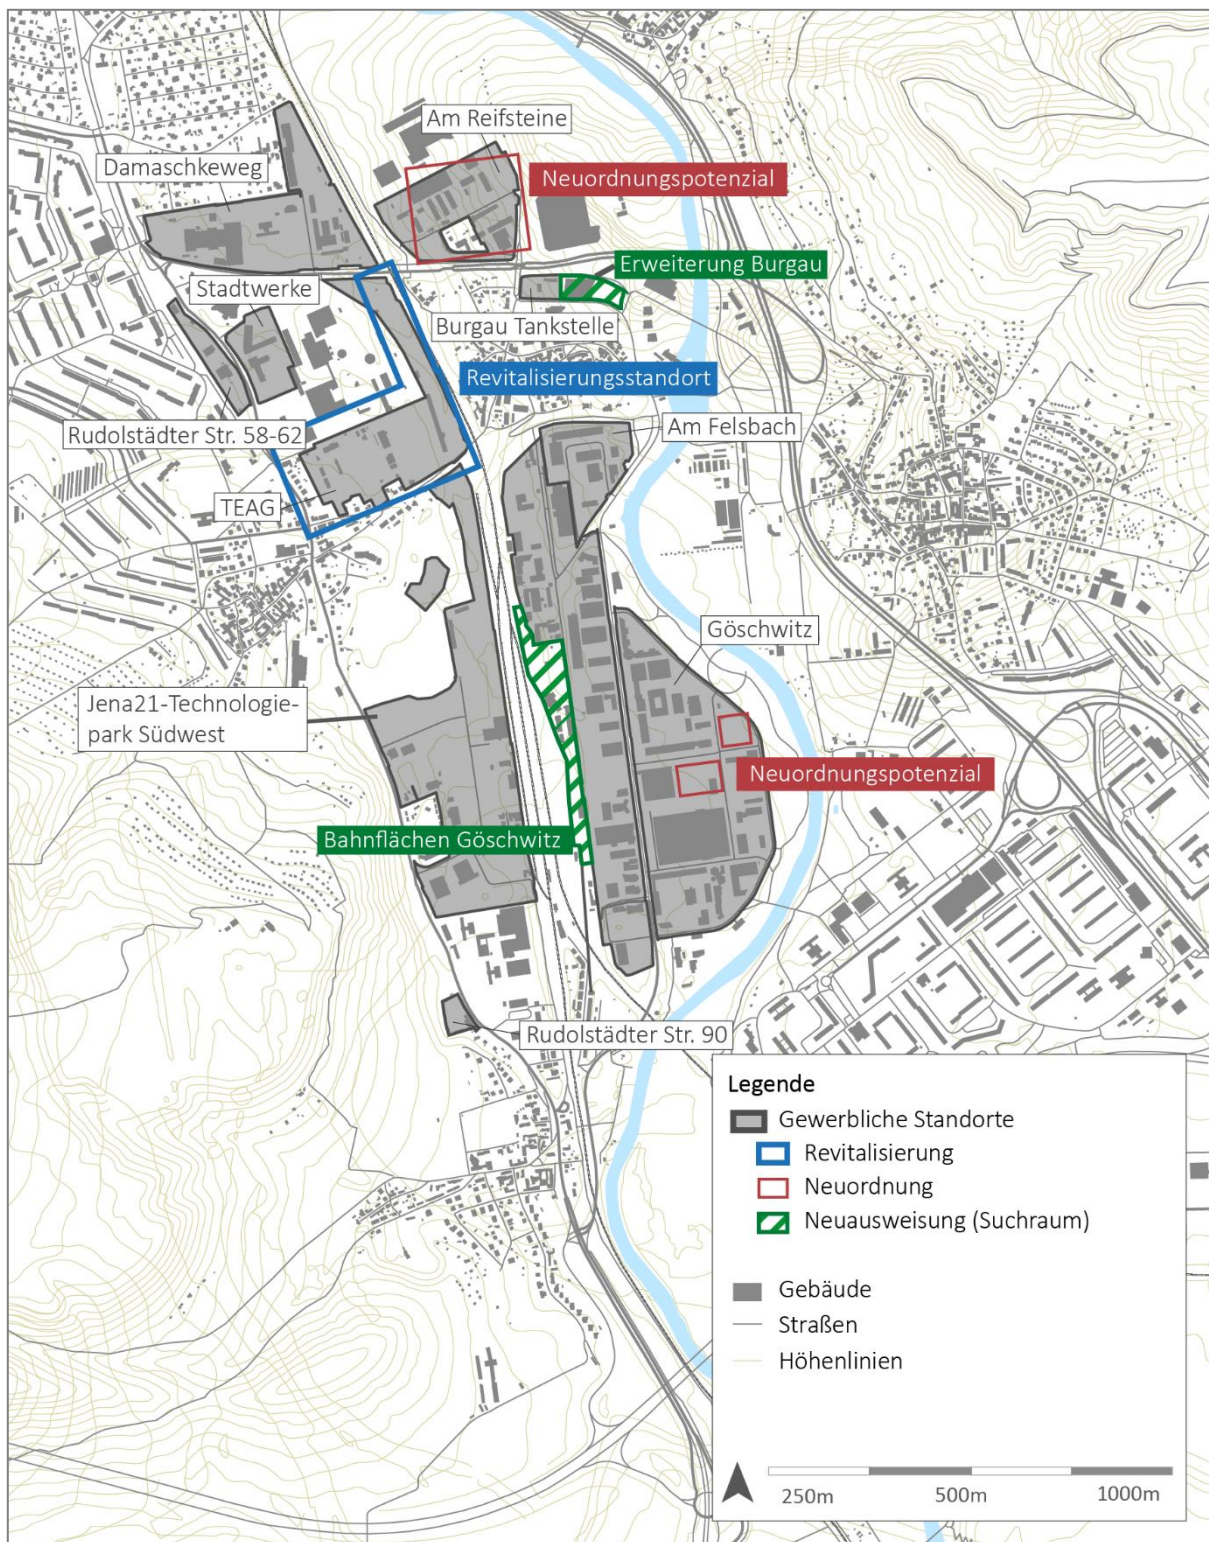 Am Reifsteine
Damaschkeweg
Neuordnungspotenzial
Erweiterung Burgau
Stadtwerke
Burgau Tankstelle
Revitalisierungsstandort
Rudolstädter Str. 58-62
Am Felsbach
TEAG
Göschwitz
Jena21-Technologie-
park Südwest
Neuordnungspotenzial
Bahnflächen Göschwitz
Rudolstädter Str. 90
Legende
Gewerbliche Standorte
Revitalisierung
Neuordnung
Neuausweisung (Suchraum)
Gebäude
Straßen
Höhenlinien
250m 500m 1000m